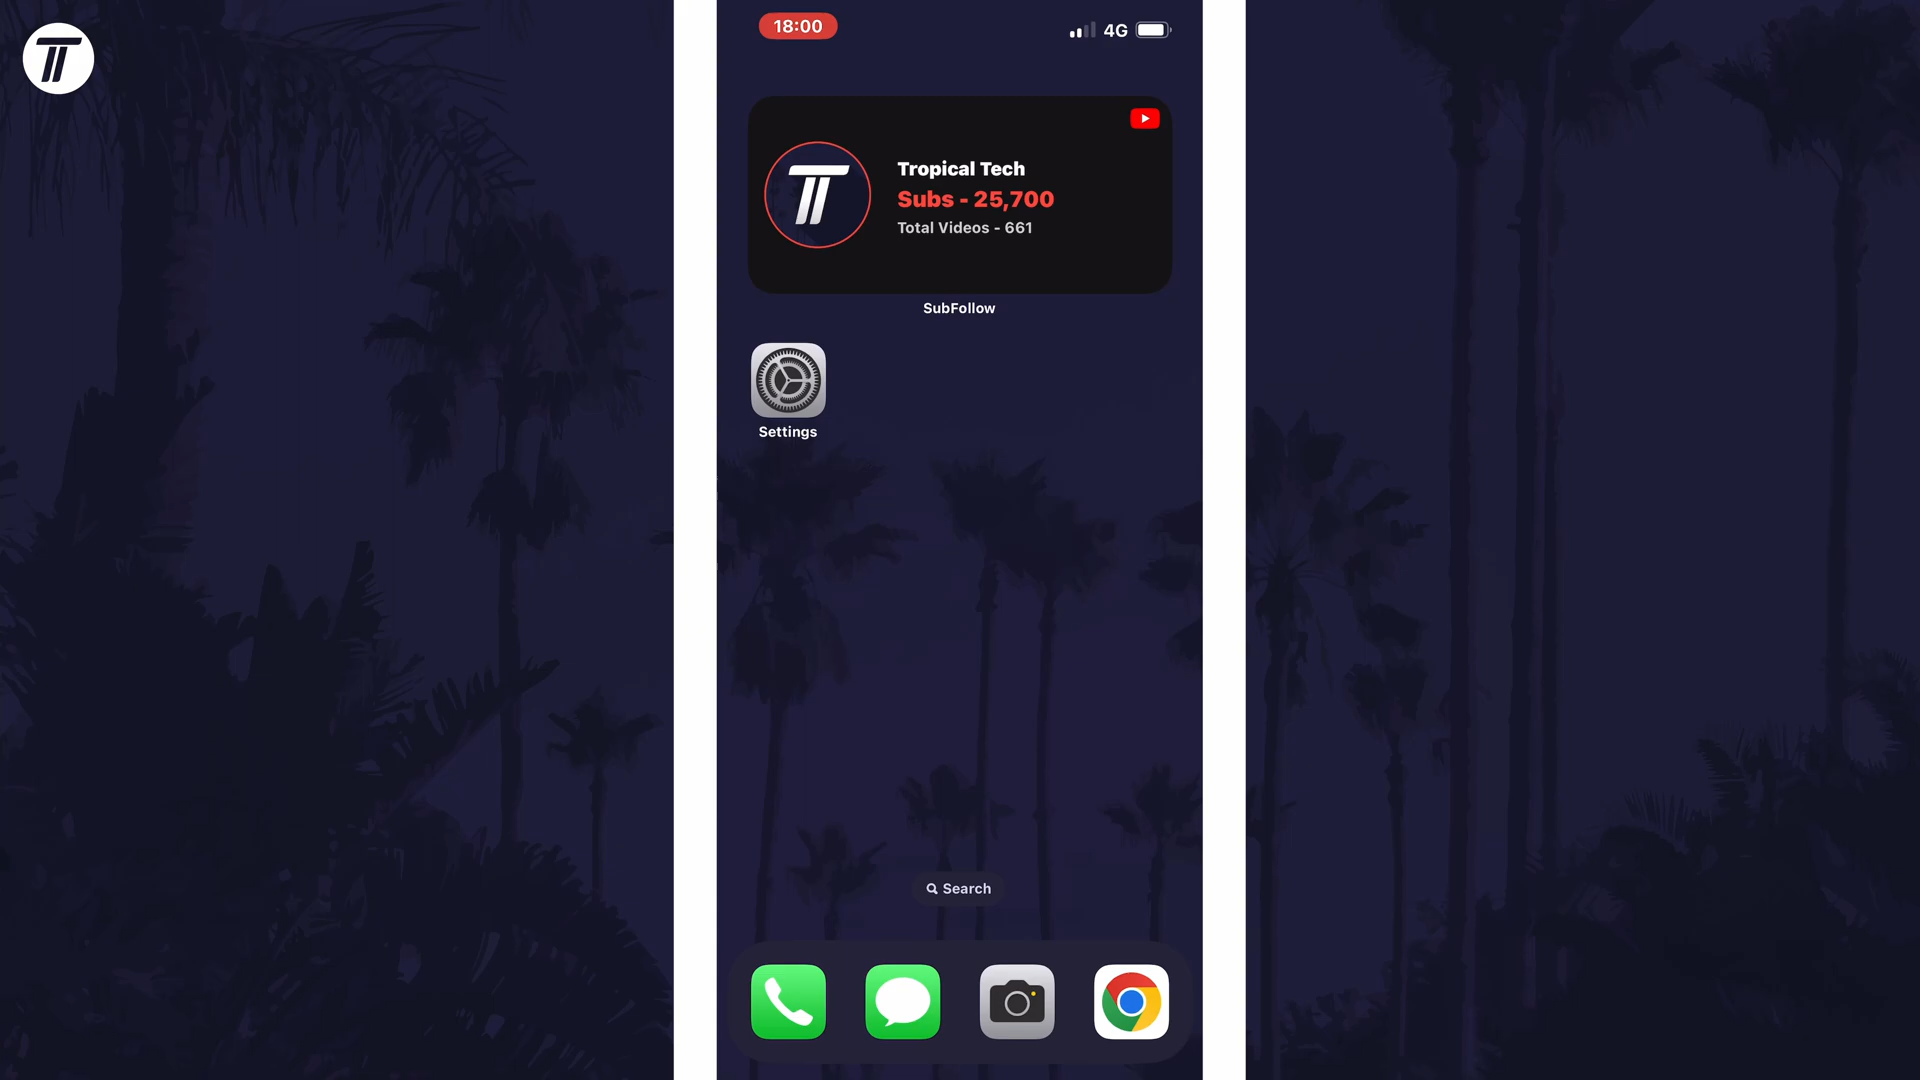 18:00
4G
Tropical Tech
Subs - 25,700
Total Videos - 661
SubFollow
Settings
Search